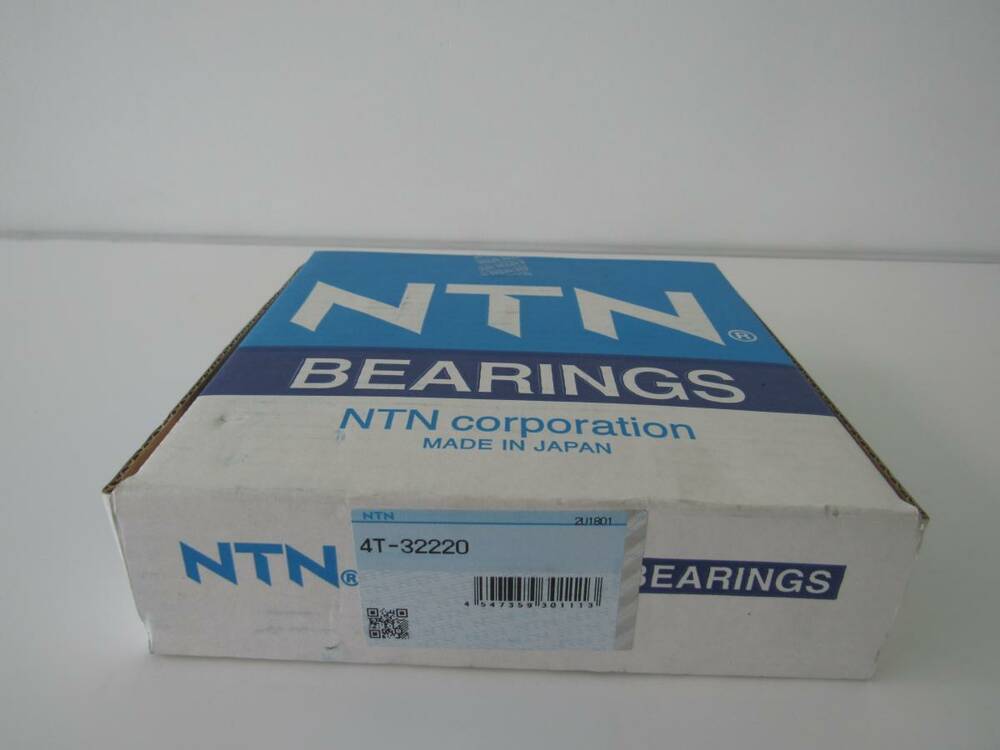 NTN®
BEARINGS
NTN corporation
MADE IN JAPAN
NTN 2U1801
4T-32220
4 547359 301113
NTN® BEARINGS